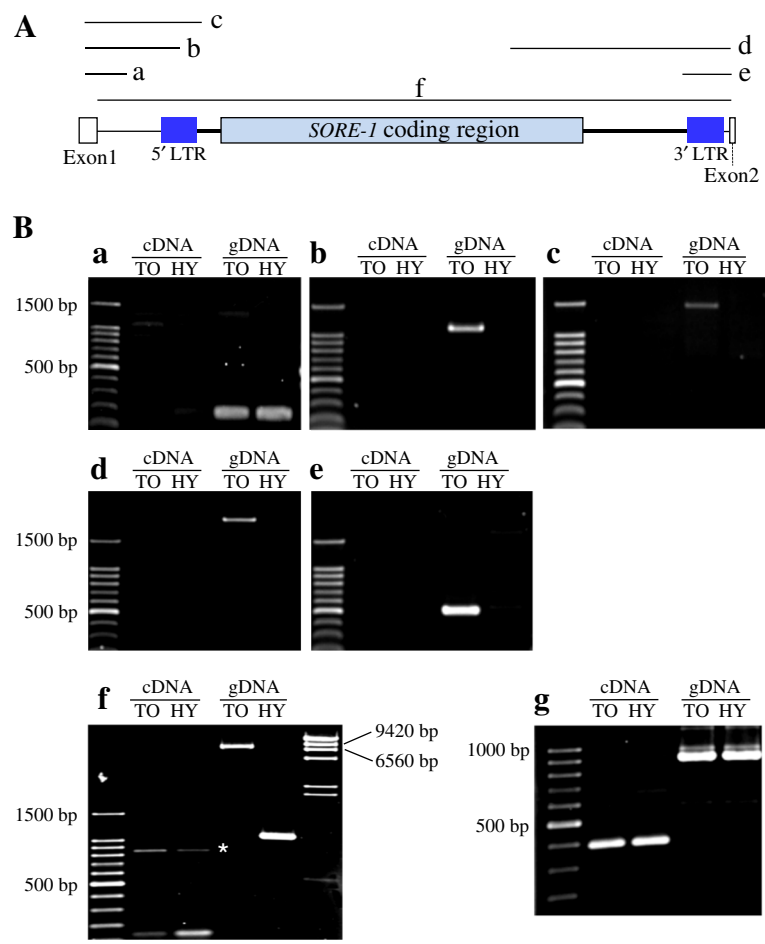 A
c
b
d
a
e
f
SORE-1 coding region
Exon1
5′ LTR
3′ LTR
Exon2
B
a
cDNA gDNA
TO HY TO HY
b
cDNA gDNA
TO HY TO HY
c
cDNA gDNA
TO HY TO HY
1500 bp
500 bp
d
cDNA gDNA
TO HY TO HY
e
cDNA gDNA
TO HY TO HY
1500 bp
500 bp
f
cDNA gDNA
TO HY TO HY
9420 bp
6560 bp
1500 bp
*
500 bp
g
cDNA gDNA
TO HY TO HY
1000 bp
500 bp